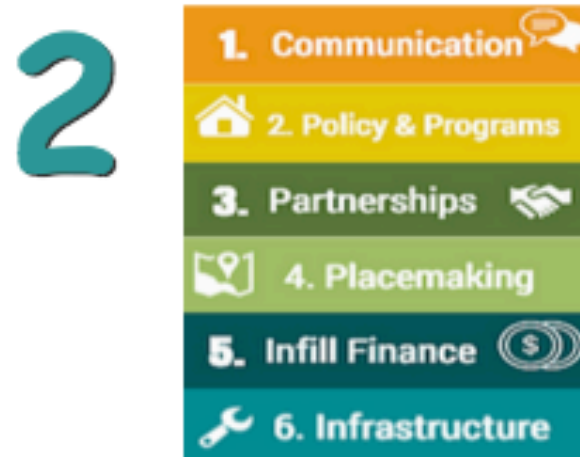 2
1. Communication
2. Policy & Programs
3. Partnerships
4. Placemaking
5. Infill Finance
$
6. Infrastructure